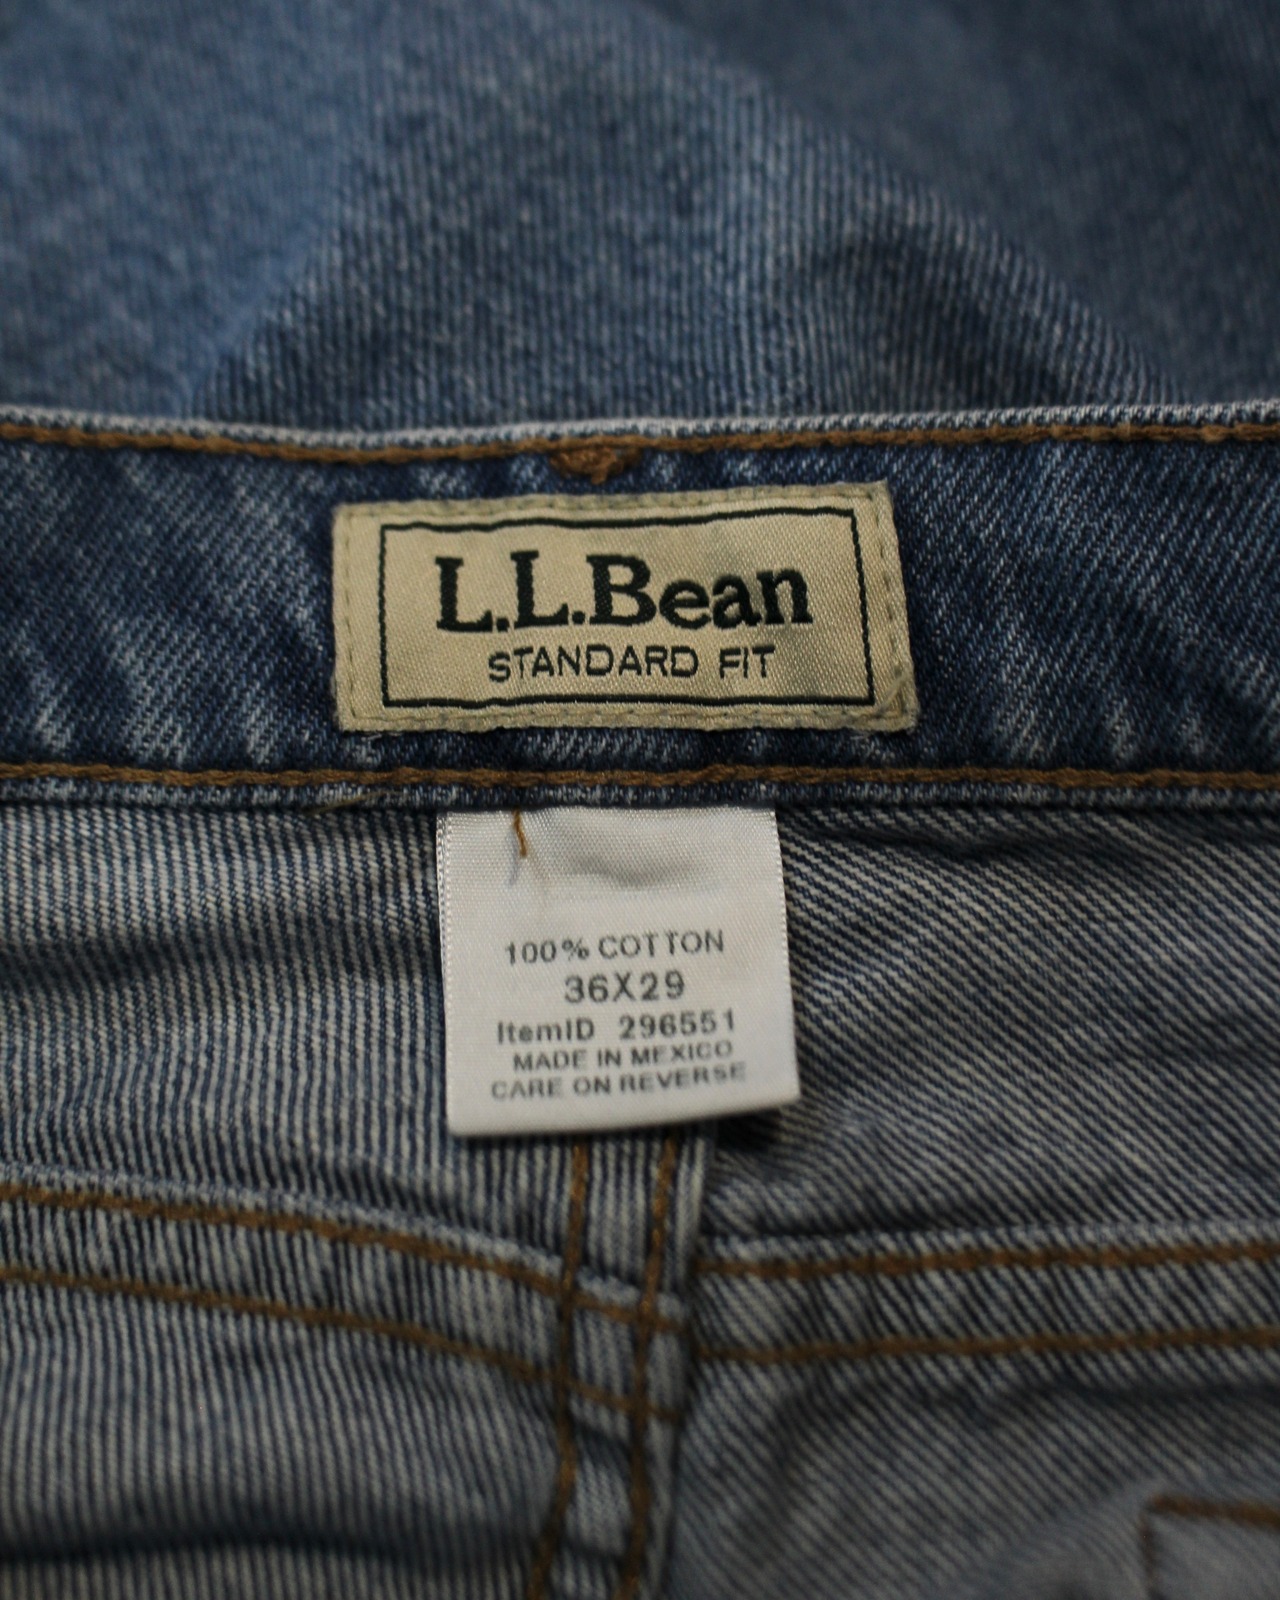 L.L.Bean
STANDARD FIT
100% COTTON
36X29
ItemID 296551
MADE IN MEXICO
CARE ON REVERSE